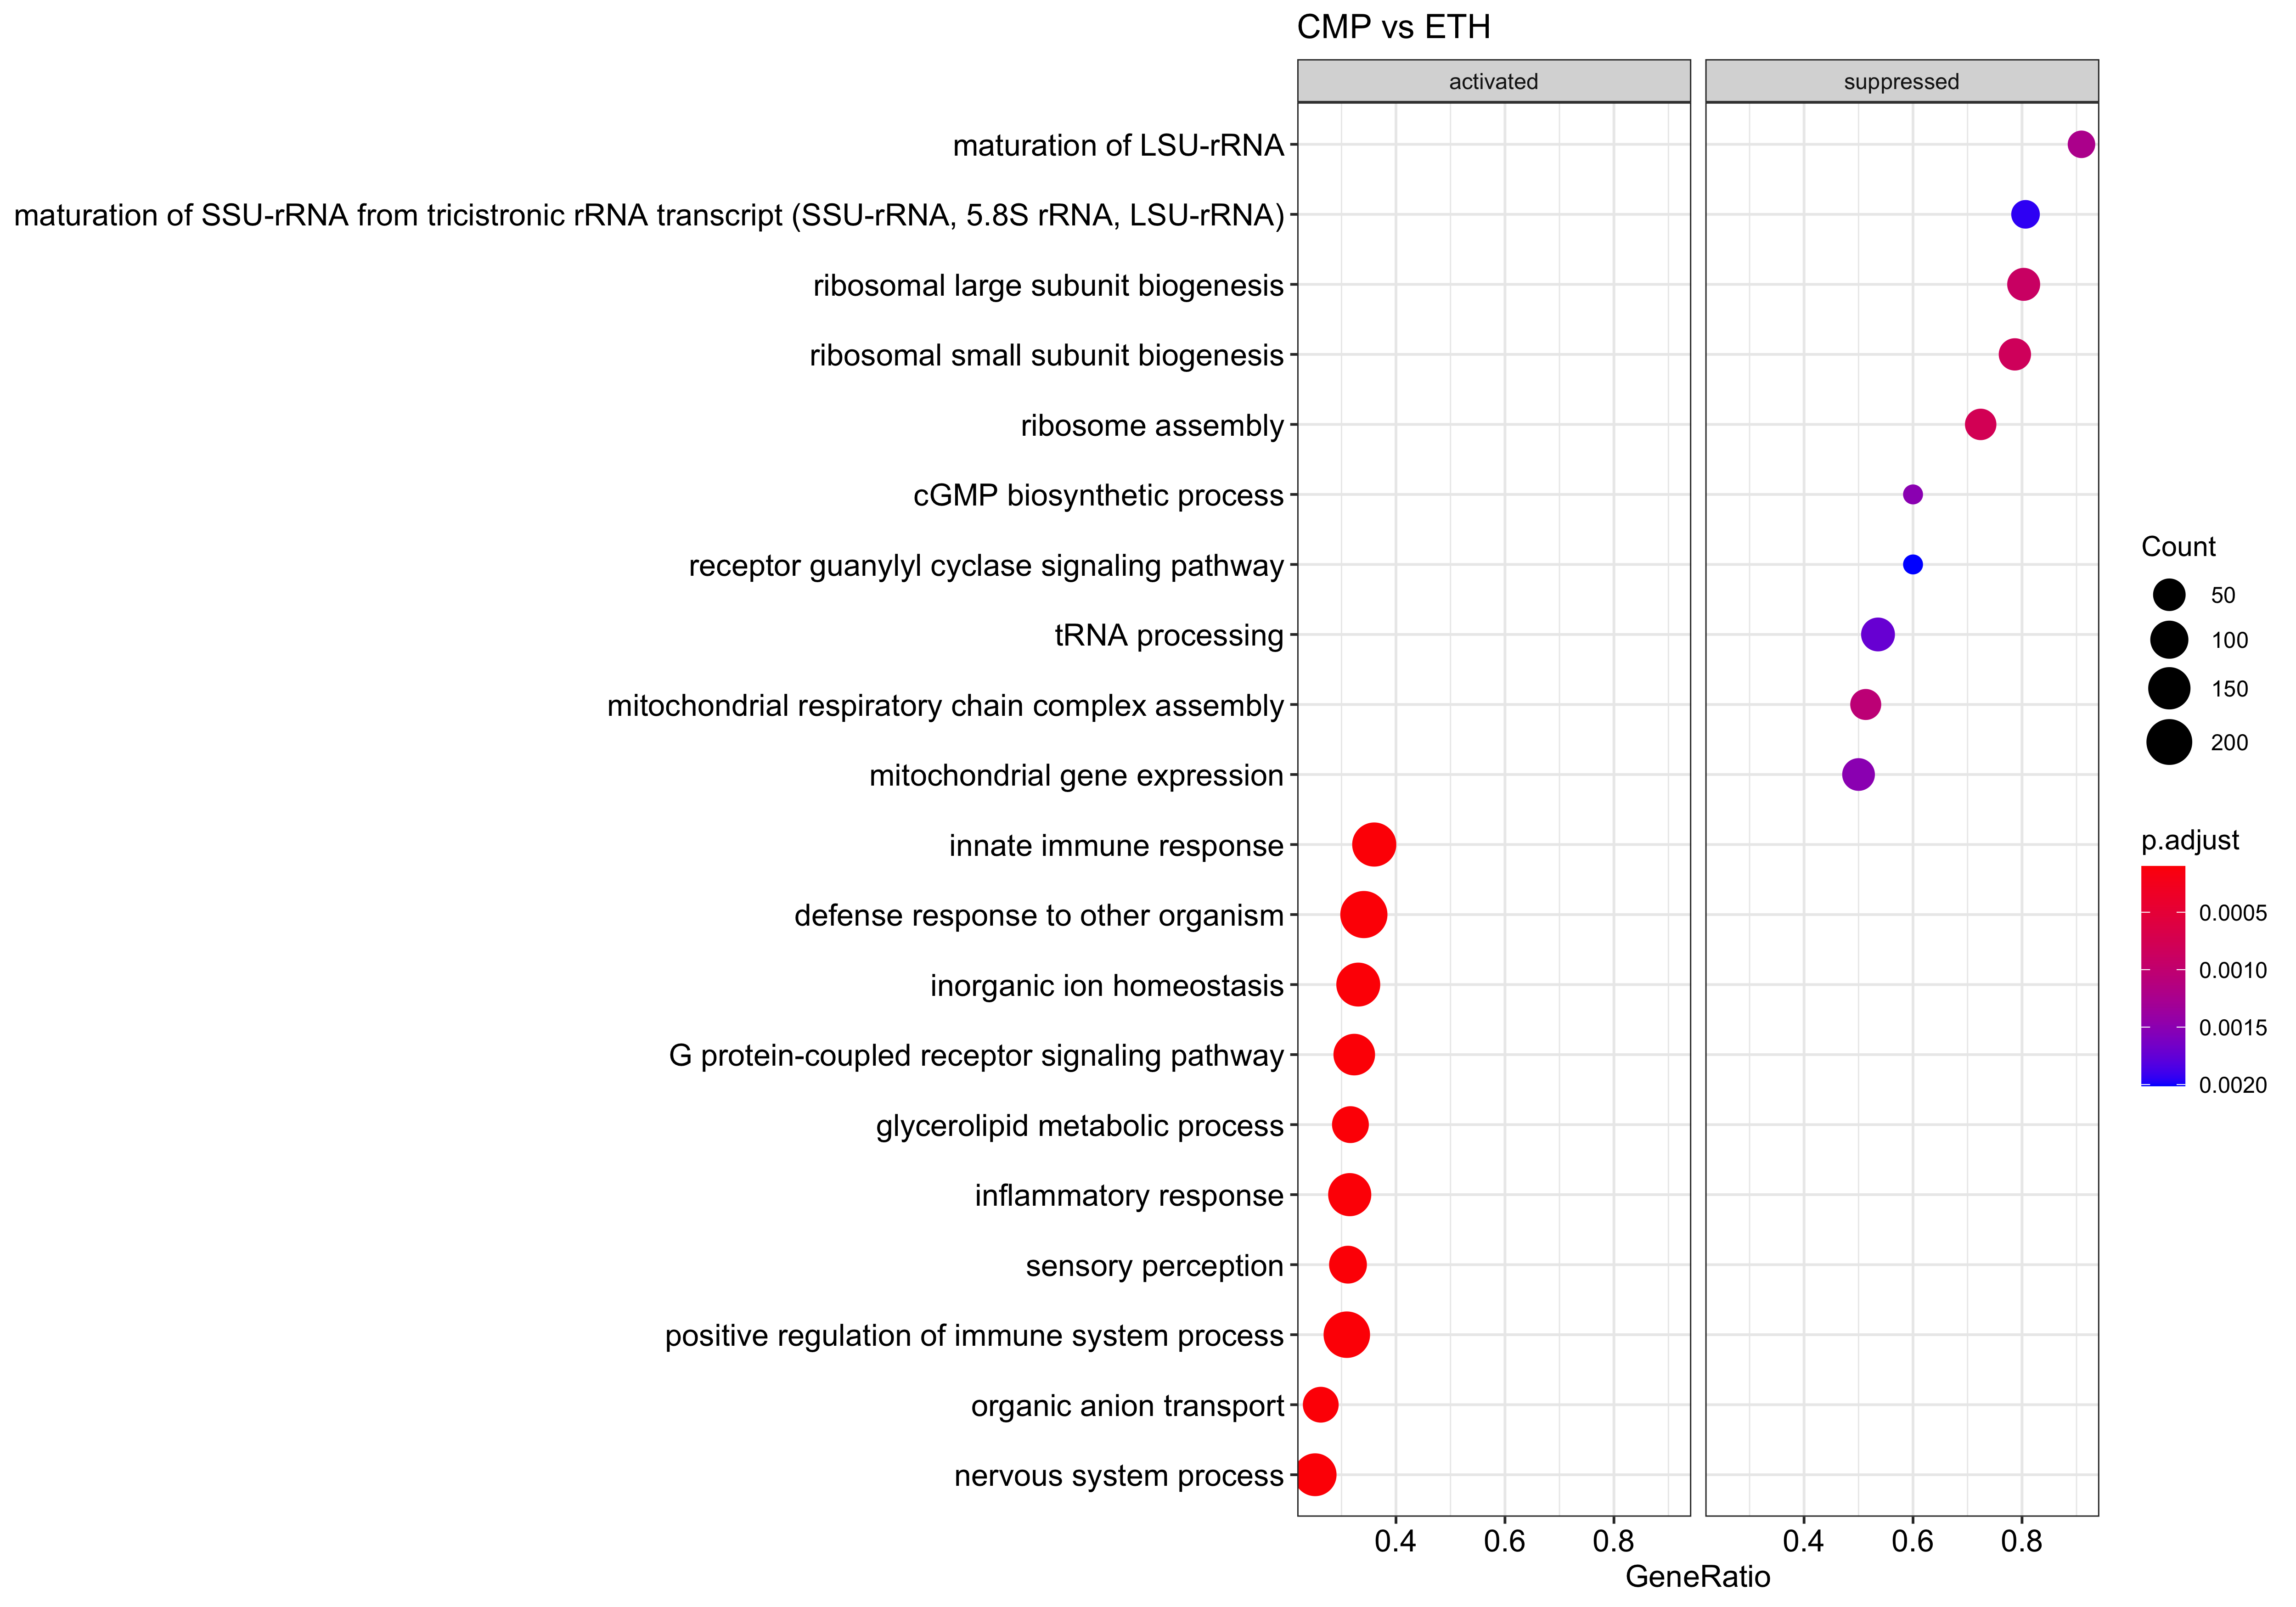 CMP vs ETH
activated
suppressed
maturation of LSU-rRNA
maturation of SSU-rRNA from tricistronic rRNA transcript (SSU-rRNA, 5.8S rRNA, LSU-rRNA)
ribosomal large subunit biogenesis
ribosomal small subunit biogenesis
ribosome assembly
cGMP biosynthetic process
receptor guanylyl cyclase signaling pathway
tRNA processing
mitochondrial respiratory chain complex assembly
mitochondrial gene expression
innate immune response
defense response to other organism
inorganic ion homeostasis
G protein-coupled receptor signaling pathway
glycerolipid metabolic process
inflammatory response
sensory perception
positive regulation of immune system process
organic anion transport
nervous system process
0.4 0.6 0.8
0.4 0.6 0.8
GeneRatio
Count
50
100
150
200
p.adjust
0.0005
0.0010
0.0015
0.0020